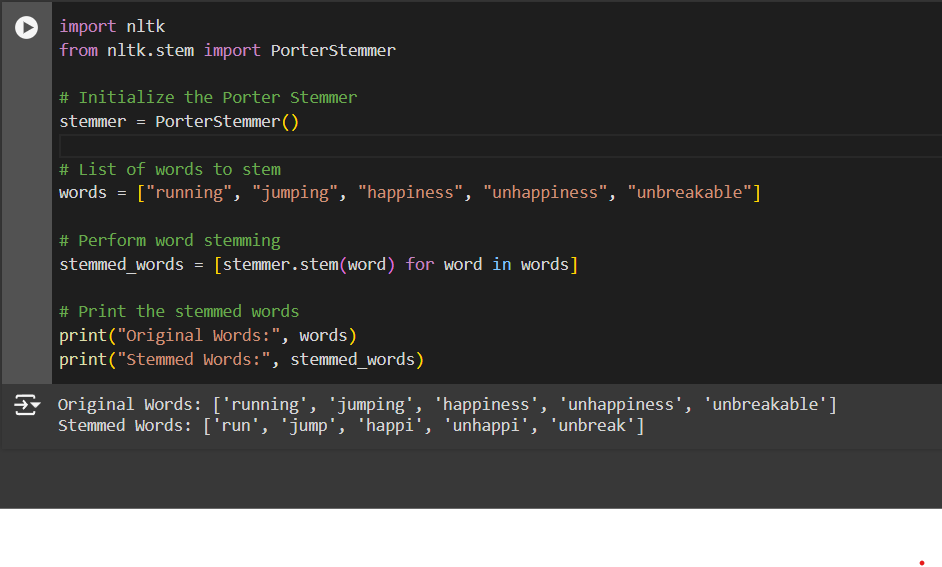 import nltk
from nltk.stem import PorterStemmer
# Initialize the Porter Stemmer
stemmer = PorterStemmer()
# List of words to stem
words = ["running", "jumping", "happiness", "unhappiness", "unbreakable"]
# Perform word stemming
stemmed_words = [stemmer.stem(word) for word in words]
# Print the stemmed words
print("Original Words:", words)
print("Stemmed Words:", stemmed_words)
Original Words: ['running', 'jumping', 'happiness', 'unhappiness', 'unbreakable']
Stemmed Words: ['run', 'jump', 'happi', 'unhappi', 'unbreak']